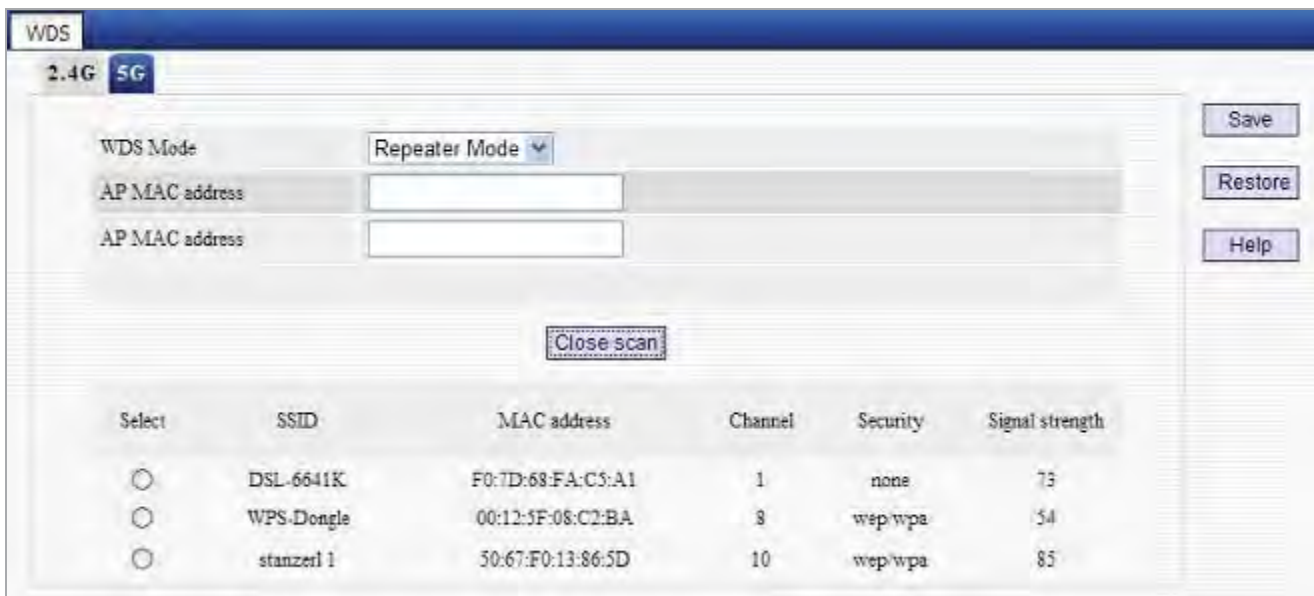 WDS
2.4G 5G
Save
WDS Mode Repeater Mode
AP MAC address
Restore
AP MAC address
Help
Close scan
Select SSID MAC address Channel Security Signal strength
DSL-6641K F0:7D:68:FA:C5:A1 1 none 73
WPS-Dongle 00:12:5F:08:C2:BA 8 wep/wpa 54
stanzerl 1 50:67:F0:13:86:5D 10 wep/wpa 85